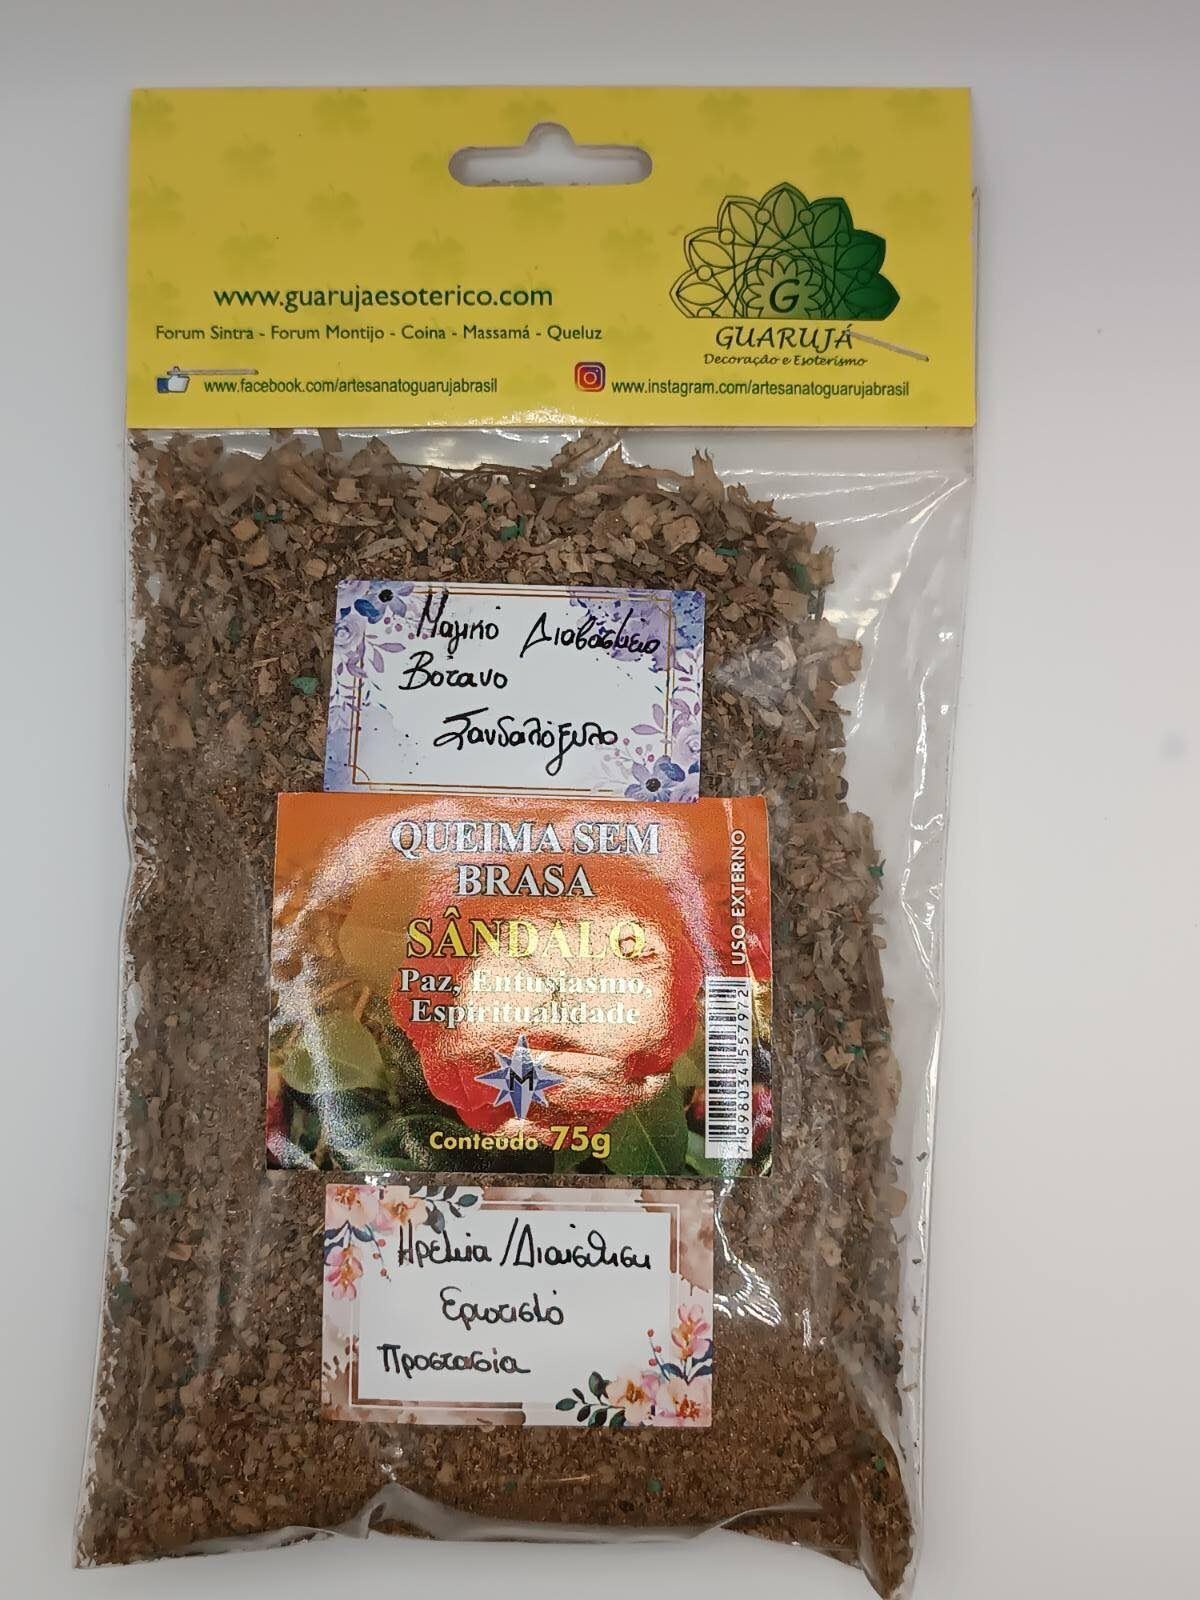 www.guarujaesoterico.com
Forum Sintra - Forum Montijo - Coina - Massamá - Queluz
www.facebook.com/artesanatoguarujabrasil
G
GUARUJÁ
Decoração e Esoterismo
www.instagram.com/artesanatoguarujabrasil
Μαγικό Διαβασμένο
Βοτανο
Σανδαλόξυλο
QUEIMA SEM
BRASA
SÂNDALO
Paz, Entusiasmo,
Espiritualidade
M
Conteúdo 75g
USO EXTERNO
7898034557972
Ηρεμία/Διαίσθηση
Ερωτισμό
Προστασία